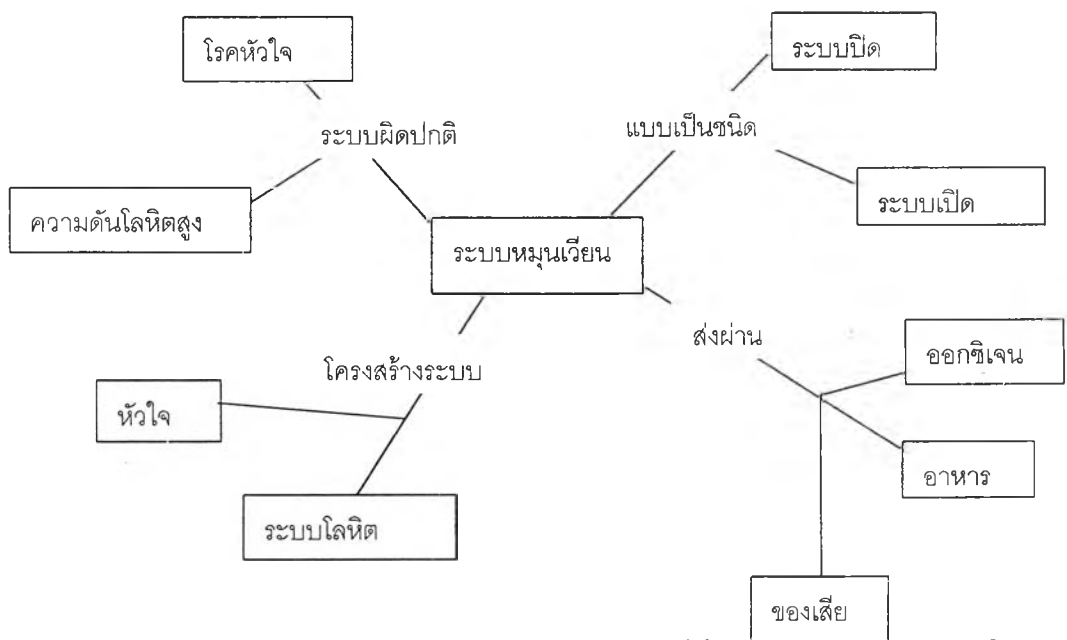 โรคหัวใจ
ระบบปิด
ระบบผิดปกติ
แบบเป็นชนิด
ความดันโลหิตสูง
ระบบเปิด
ระบบหมุนเวียน
ส่งผ่าน
ออกซิเจน
โครงสร้างระบบ
หัวใจ
อาหาร
ระบบโลหิต
ของเสีย